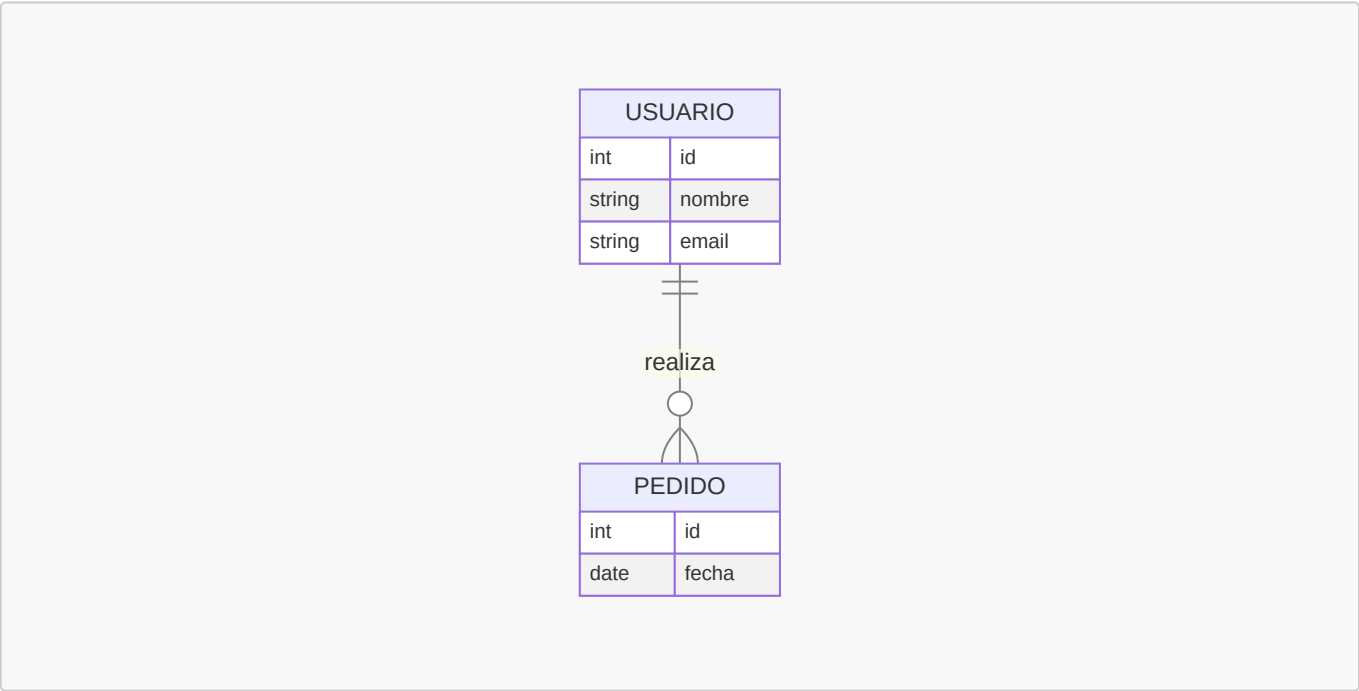 USUARIO
int id
string nombre
string email
realiza
PEDIDO
int id
date fecha